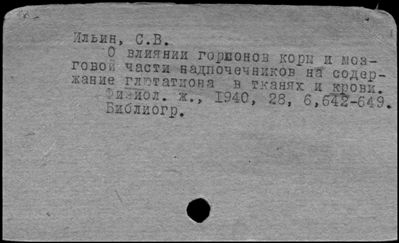 Ильин, С.В.
О влиянии гормонов коры и моз-
говой части надпочечников на содер-
жание глютатиона в тканях и крови.
Физиол. ж., 1940, 28, 6,642-649.
Библиогр.